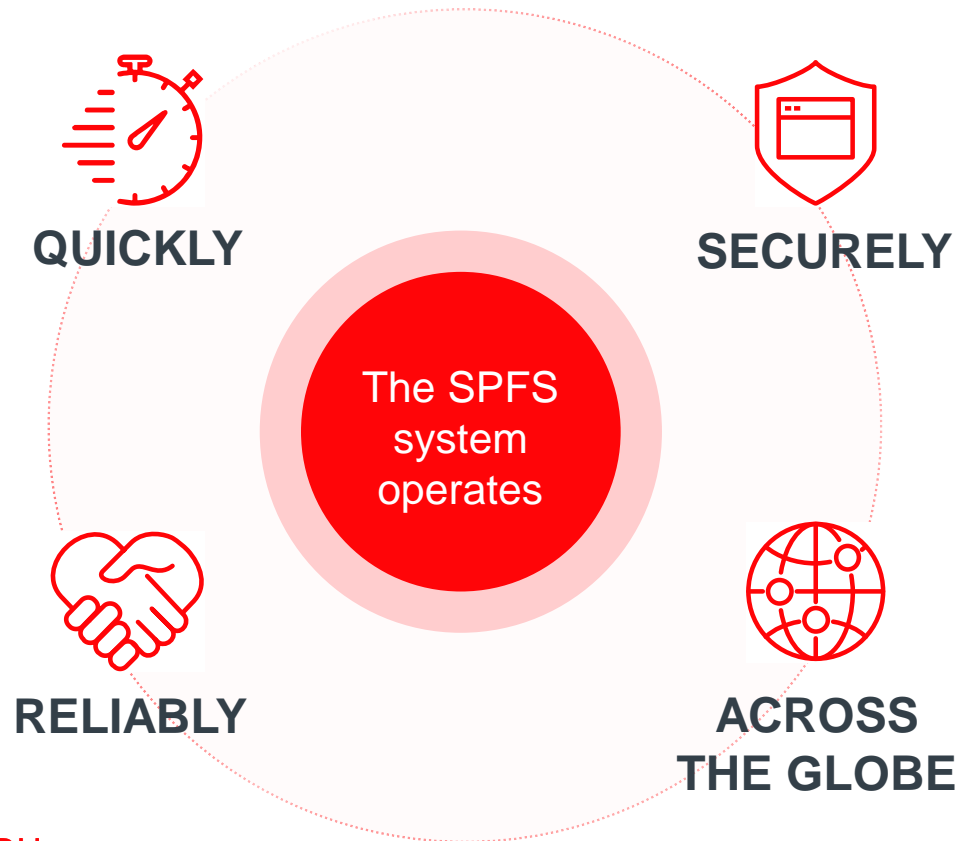 QUICKLY
SECURELY
The SPFS
system
operates
RELIABLY
ACROSS
THE GLOBE